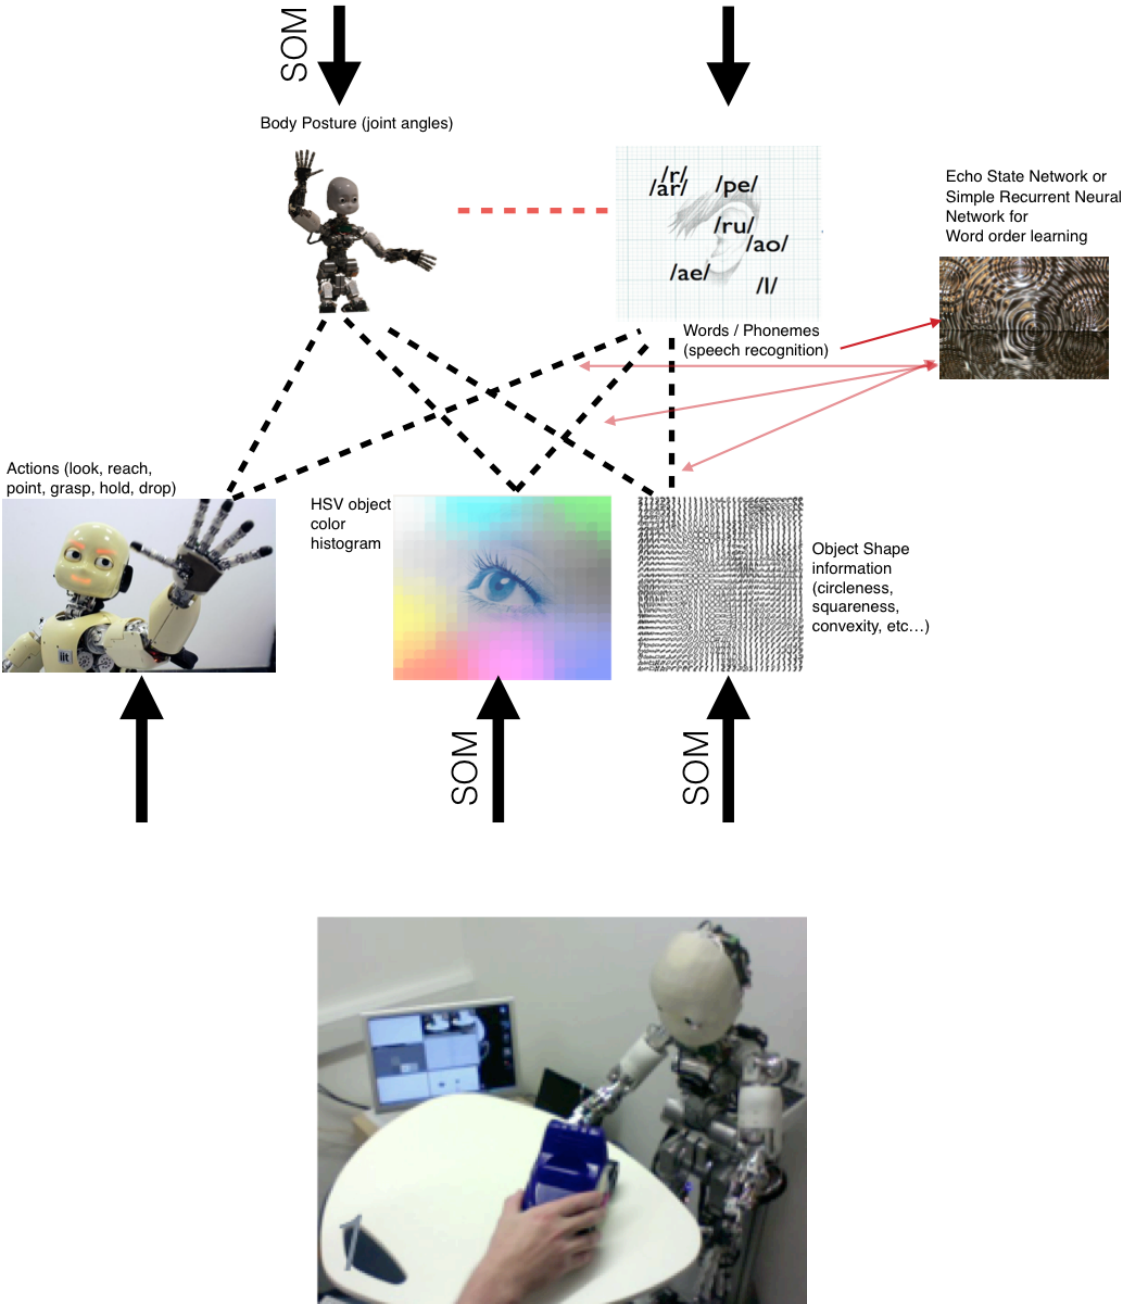 SOM
Body Posture (joint angles)
/r/
/ar/
/pe/
/ru/
/ao/
/ae/
/l/
Words / Phonemes
(speech recognition)
Echo State Network or
Simple Recurrent Neural
Network for
Word order learning
Actions (look, reach,
point, grasp, hold, drop)
iit
HSV object
color
histogram
Object Shape
information
(circleness,
squareness,
convexity, etc...)
SOM
SOM